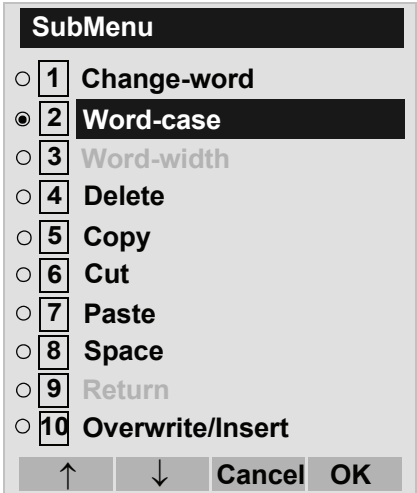 SubMenu
1 Change-word
2 Word-case
3 Word-width
4 Delete
5 Copy
6 Cut
7 Paste
8 Space
9 Return
10 Overwrite/Insert
↑ ↓ Cancel OK